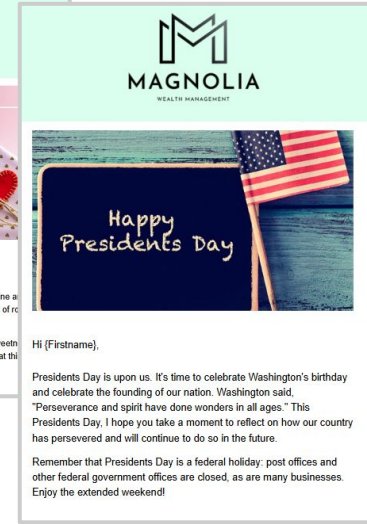 MAGNOLIA
WEALTH MANAGEMENT
Happy
Presidents Day
Hi {Firstname},
Presidents Day is upon us. It's time to celebrate Washington's birthday
and celebrate the founding of our nation. Washington said,
"Perseverance and spirit have done wonders in all ages." This
Presidents Day, I hope you take a moment to reflect on how our country
has persevered and will continue to do so in the future.
Remember that Presidents Day is a federal holiday: post offices and
other federal government offices are closed, as are many businesses.
Enjoy the extended weekend!